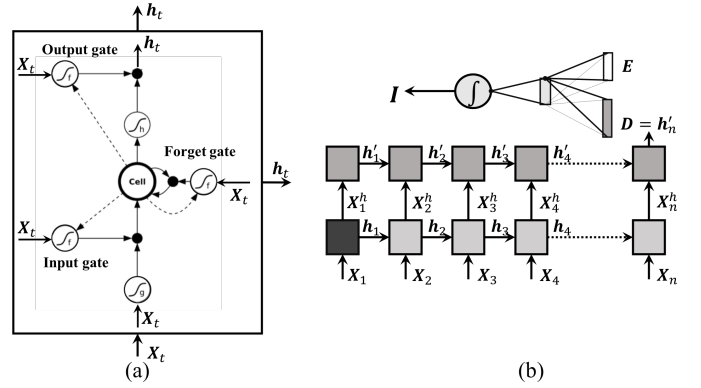 h_t
h_t
Output gate
X_t
f
h
Forget gate
Cell
f
X_t
h_t
X_t
f
Input gate
g
X_t
X_t
(a)
E
I
∫
D = h'_n
h'_1 h'_2 h'_3 h'_4
X^h_1 X^h_2 X^h_3 X^h_4 X^h_n
h_1 h_2 h_3 h_4
X_1 X_2 X_3 X_4 X_n
(b)